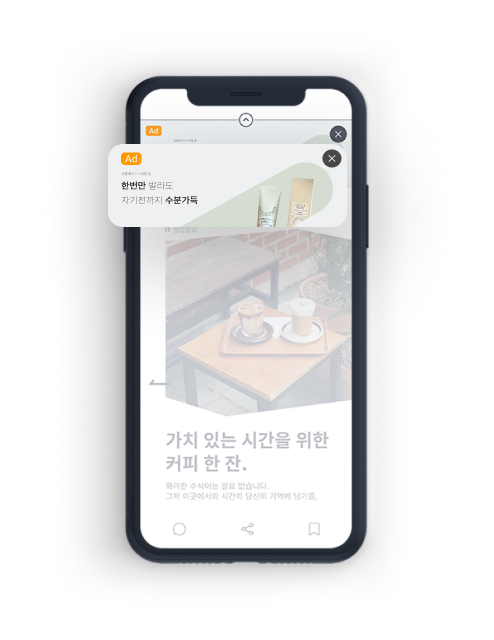 Ad
Ad
한번만 발라도
자기전까지 수분가득
가치 있는 시간을 위한
커피 한 잔.
화려한 수식어는 필요 없습니다.
그저 이곳에서의 시간이 당신의 기억에 남기를,